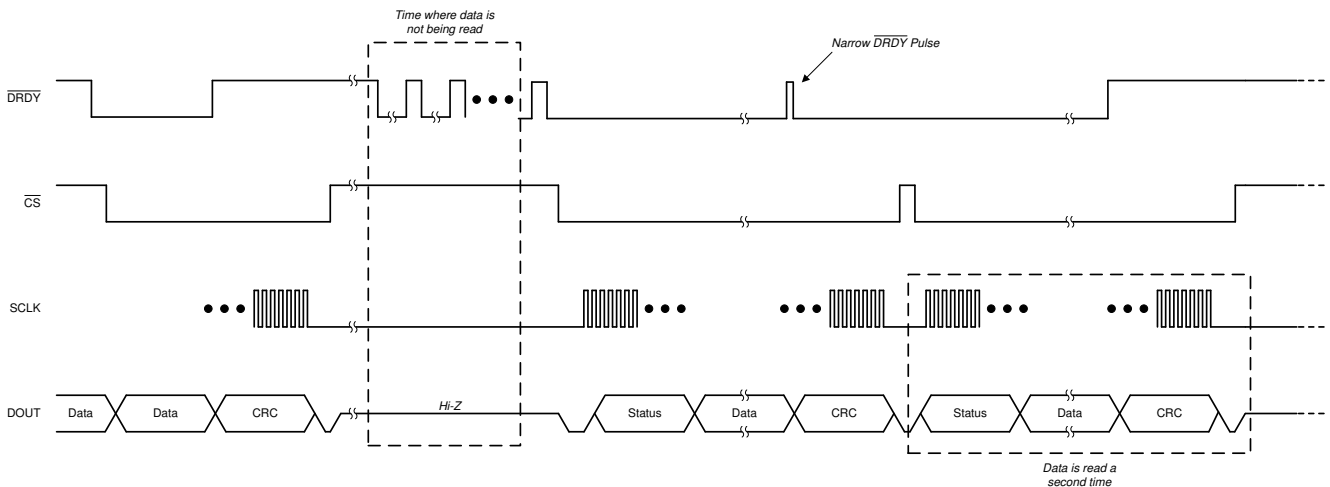 Time where data is
not being read
Narrow DRDY Pulse
DRDY
CS
SCLK
DOUT Data Data CRC Hi-Z Status Data CRC Status Data CRC
Data is read a
second time